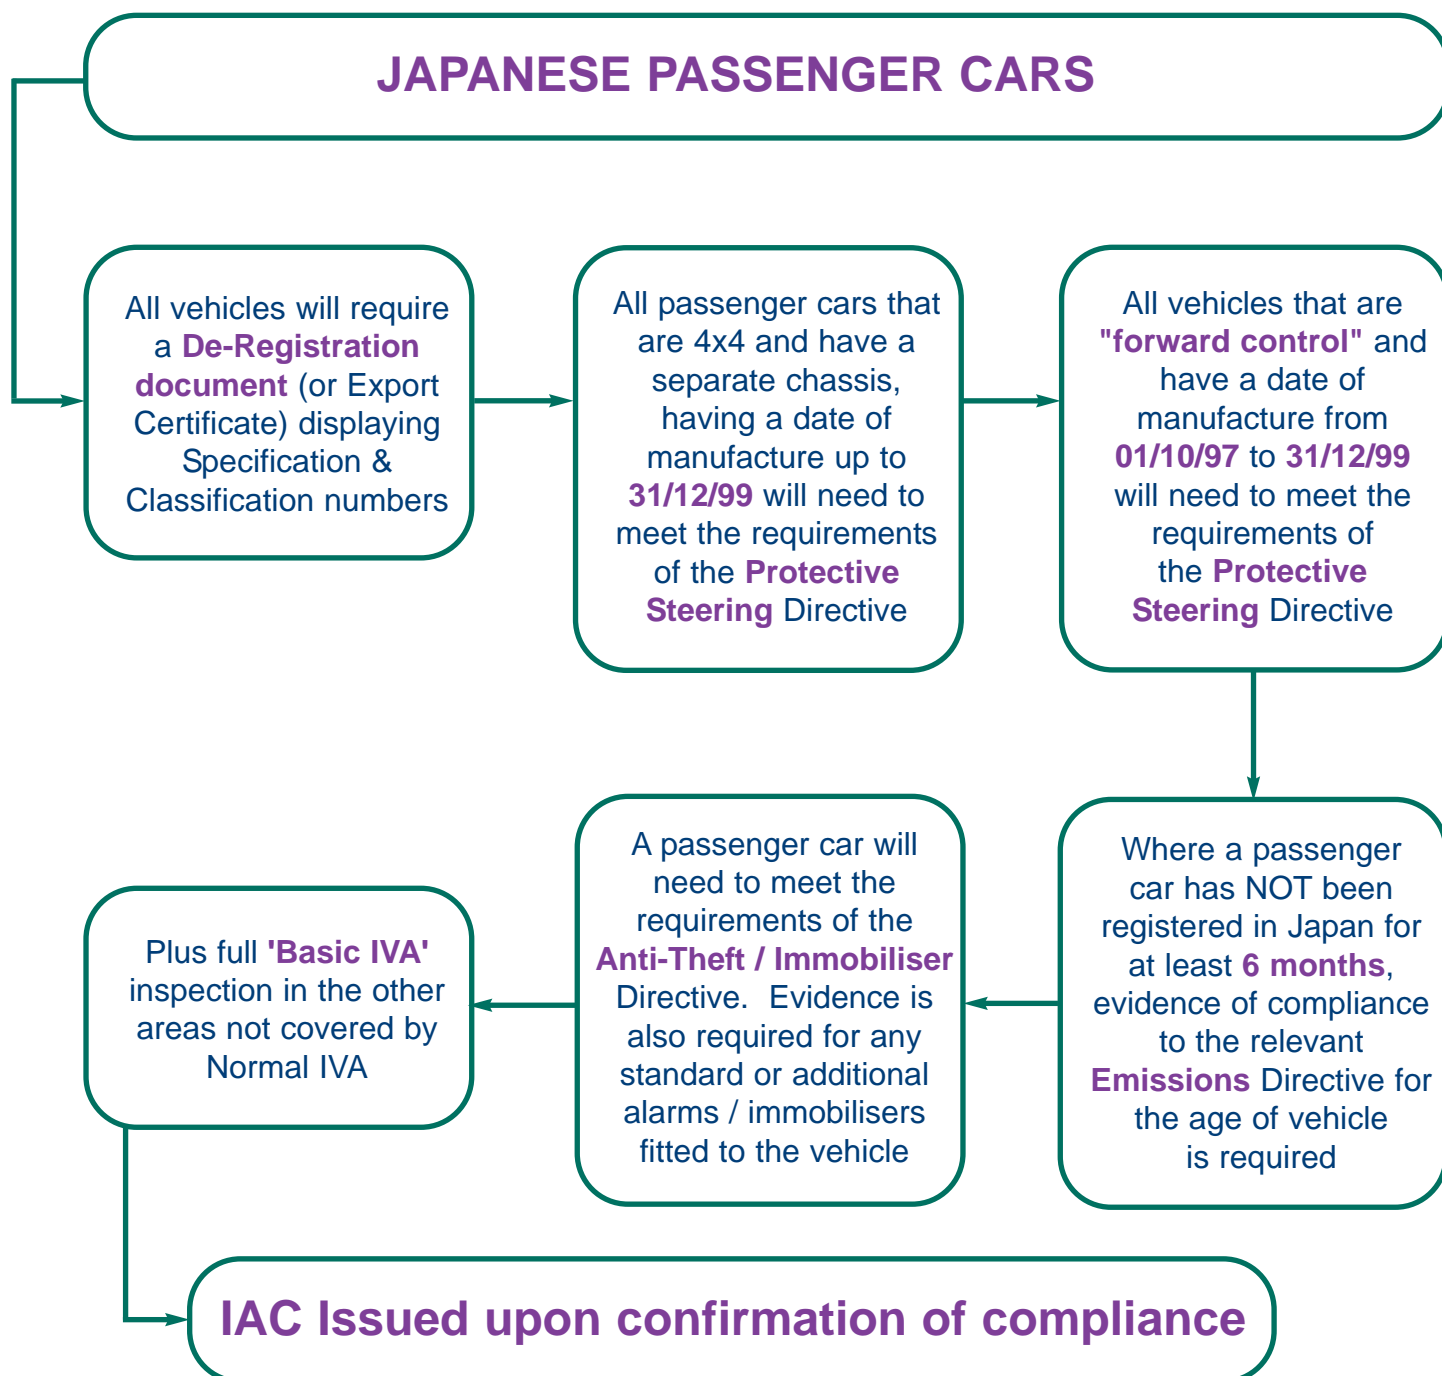 JAPANESE PASSENGER CARS
All vehicles will require
a De-Registration
document (or Export
Certificate) displaying
Specification &
Classification numbers
All passenger cars that
are 4x4 and have a
separate chassis,
having a date of
manufacture up to
31/12/99 will need to
meet the requirements
of the Protective
Steering Directive
All vehicles that are
"forward control" and
have a date of
manufacture from
01/10/97 to 31/12/99
will need to meet the
requirements of
the Protective
Steering Directive
Where a passenger
car has NOT been
registered in Japan for
at least 6 months,
evidence of compliance
to the relevant
Emissions Directive for
the age of vehicle
is required
A passenger car will
need to meet the
requirements of the
Anti-Theft / Immobiliser
Directive.  Evidence is
also required for any
standard or additional
alarms / immobilisers
fitted to the vehicle
Plus full 'Basic IVA'
inspection in the other
areas not covered by
Normal IVA
IAC Issued upon confirmation of compliance